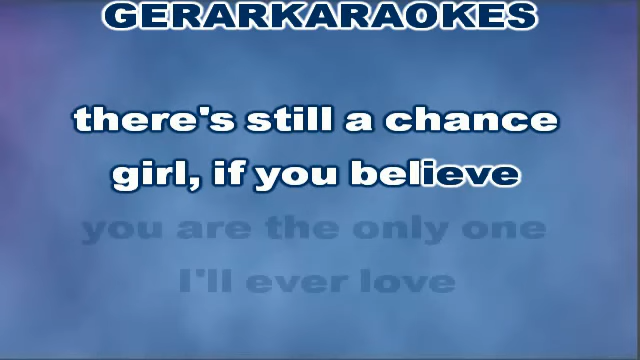 GERARKARAOKES
there's still a chance
girl, if you believe
you are the only one
I'll ever love